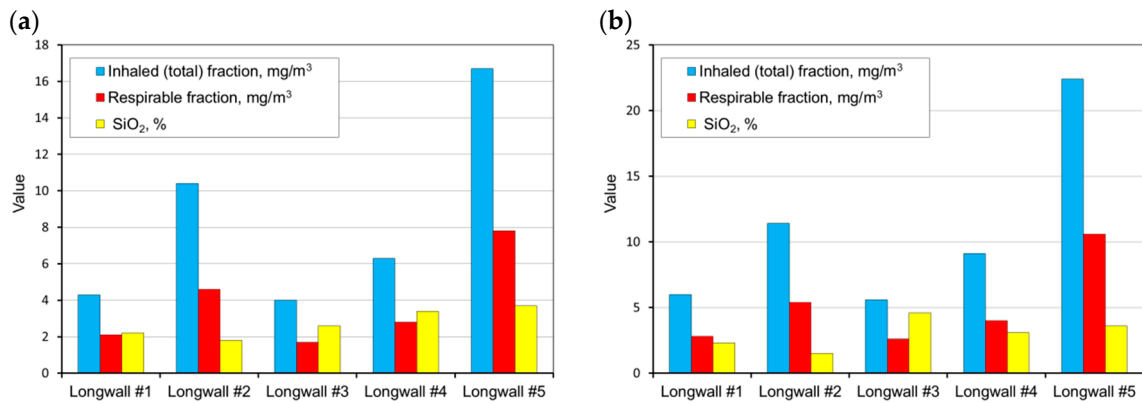 (a)
18
16
14
12
10
8
6
4
2
0
Value
Inhaled (total) fraction, mg/m³
Respirable fraction, mg/m³
SiO₂, %
Longwall #1 Longwall #2 Longwall #3 Longwall #4 Longwall #5
(b)
25
20
15
10
5
0
Value
Inhaled (total) fraction, mg/m³
Respirable fraction, mg/m³
SiO₂, %
Longwall #1 Longwall #2 Longwall #3 Longwall #4 Longwall #5